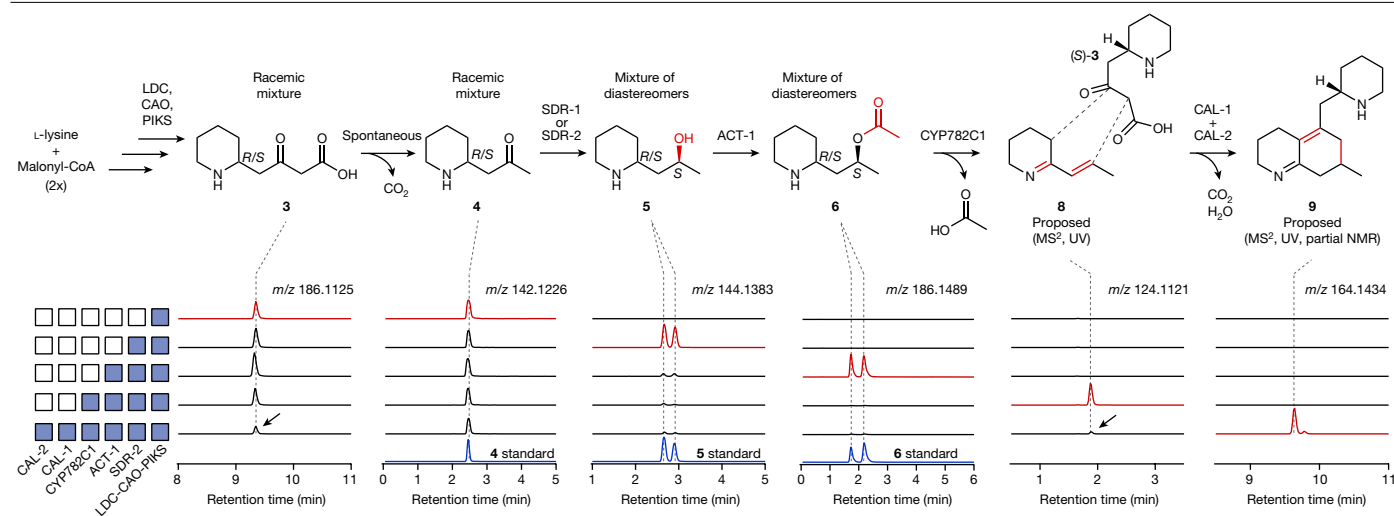 L-lysine
+
Malonyl-CoA
(2x)
LDC,
CAO,
PIKS
Racemic
mixture
R/S
O
O
OH
N
H
3
Spontaneous
CO2
Racemic
mixture
R/S
O
N
H
4
SDR-1
or
SDR-2
Mixture of
diastereomers
R/S
OH
S
N
H
5
ACT-1
Mixture of
diastereomers
O
O
R/S
S
N
H
6
CYP782C1
O
HO
(S)-3
H
NH
O
O
OH
N
8
Proposed
(MS2, UV)
CAL-1
+
CAL-2
CO2
H2O
H
NH
N
9
Proposed
(MS2, UV, partial NMR)
m/z 186.1125
m/z 142.1226
m/z 144.1383
m/z 186.1489
m/z 124.1121
m/z 164.1434
4 standard
5 standard
6 standard
CAL-2
CAL-1
CYP782C1
ACT-1
SDR-2
LDC-CAO-PIKS
8 9 10 11
Retention time (min)
0 1 2 3 4 5
Retention time (min)
0 1 2 3 4 5
Retention time (min)
0 1 2 3 4 5 6
Retention time (min)
1 2 3
Retention time (min)
9 10 11
Retention time (min)